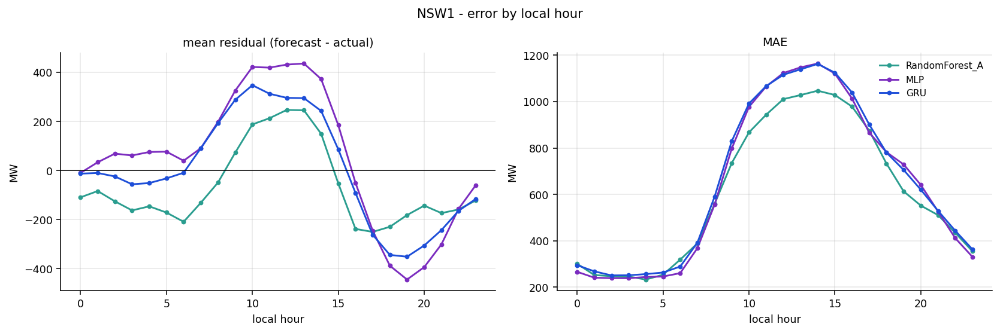 NSW1 - error by local hour
mean residual (forecast - actual)
MW
400
200
0
−200
−400
0 5 10 15 20
local hour
MAE
MW
1200
1000
800
600
400
200
0 5 10 15 20
local hour
RandomForest_A
MLP
GRU